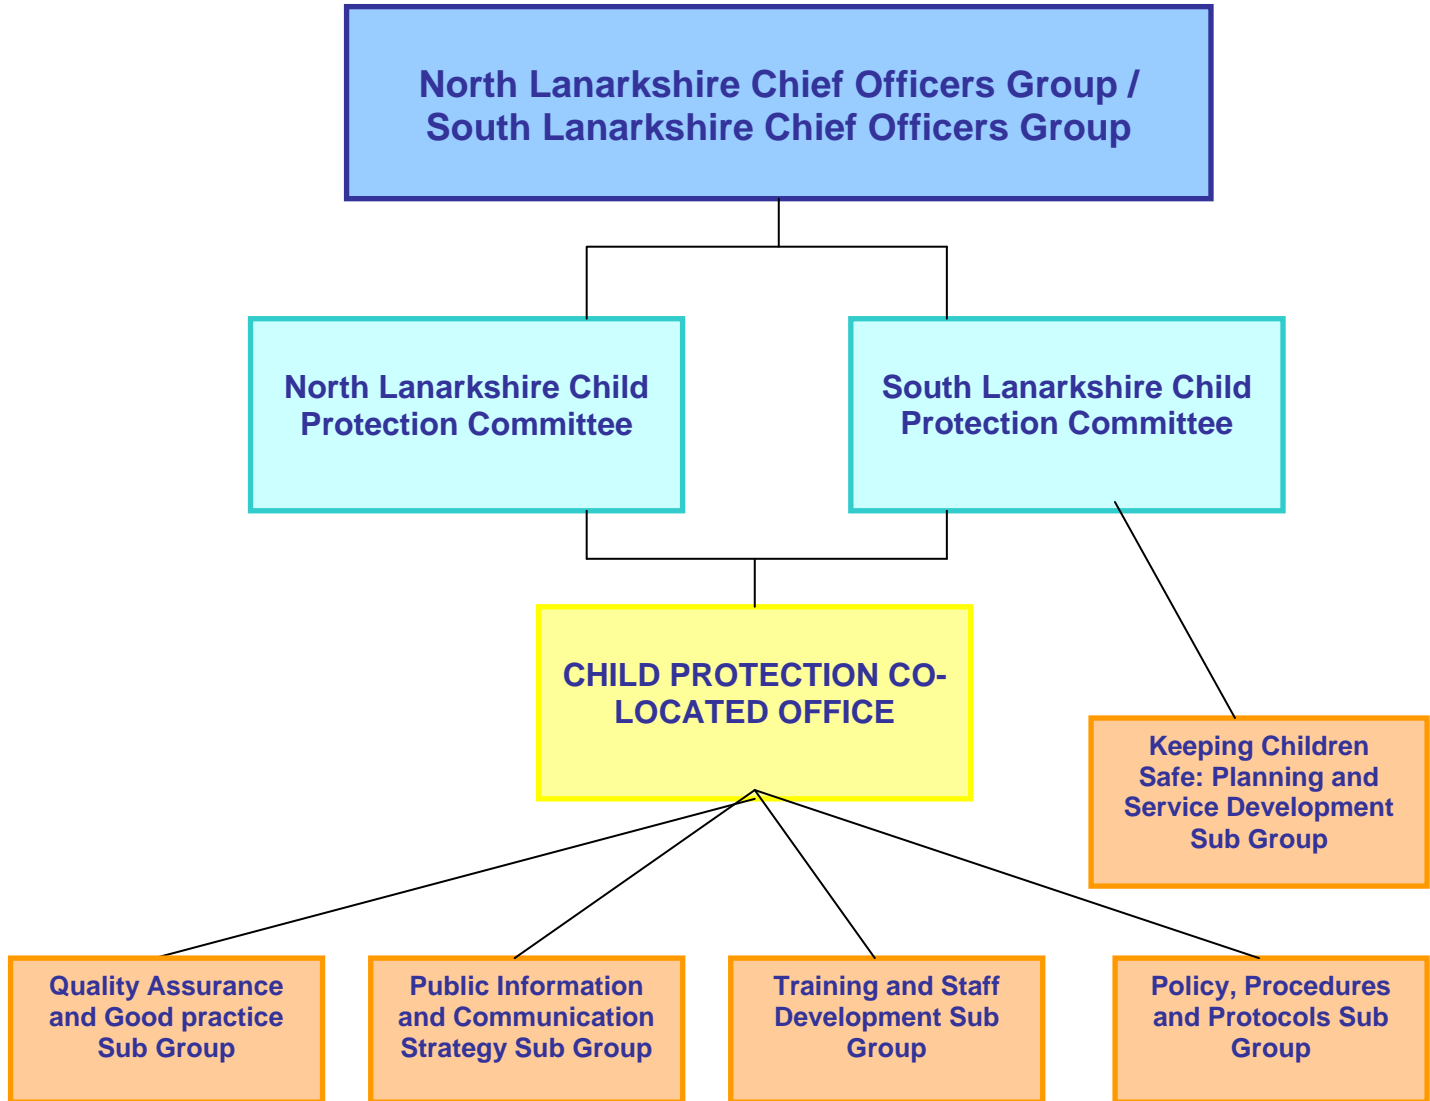 North Lanarkshire Chief Officers Group /
South Lanarkshire Chief Officers Group
North Lanarkshire Child
Protection Committee
South Lanarkshire Child
Protection Committee
CHILD PROTECTION CO-
LOCATED OFFICE
Keeping Children
Safe: Planning and
Service Development
Sub Group
Quality Assurance
and Good practice
Sub Group
Public Information
and Communication
Strategy Sub Group
Training and Staff
Development Sub
Group
Policy, Procedures
and Protocols Sub
Group